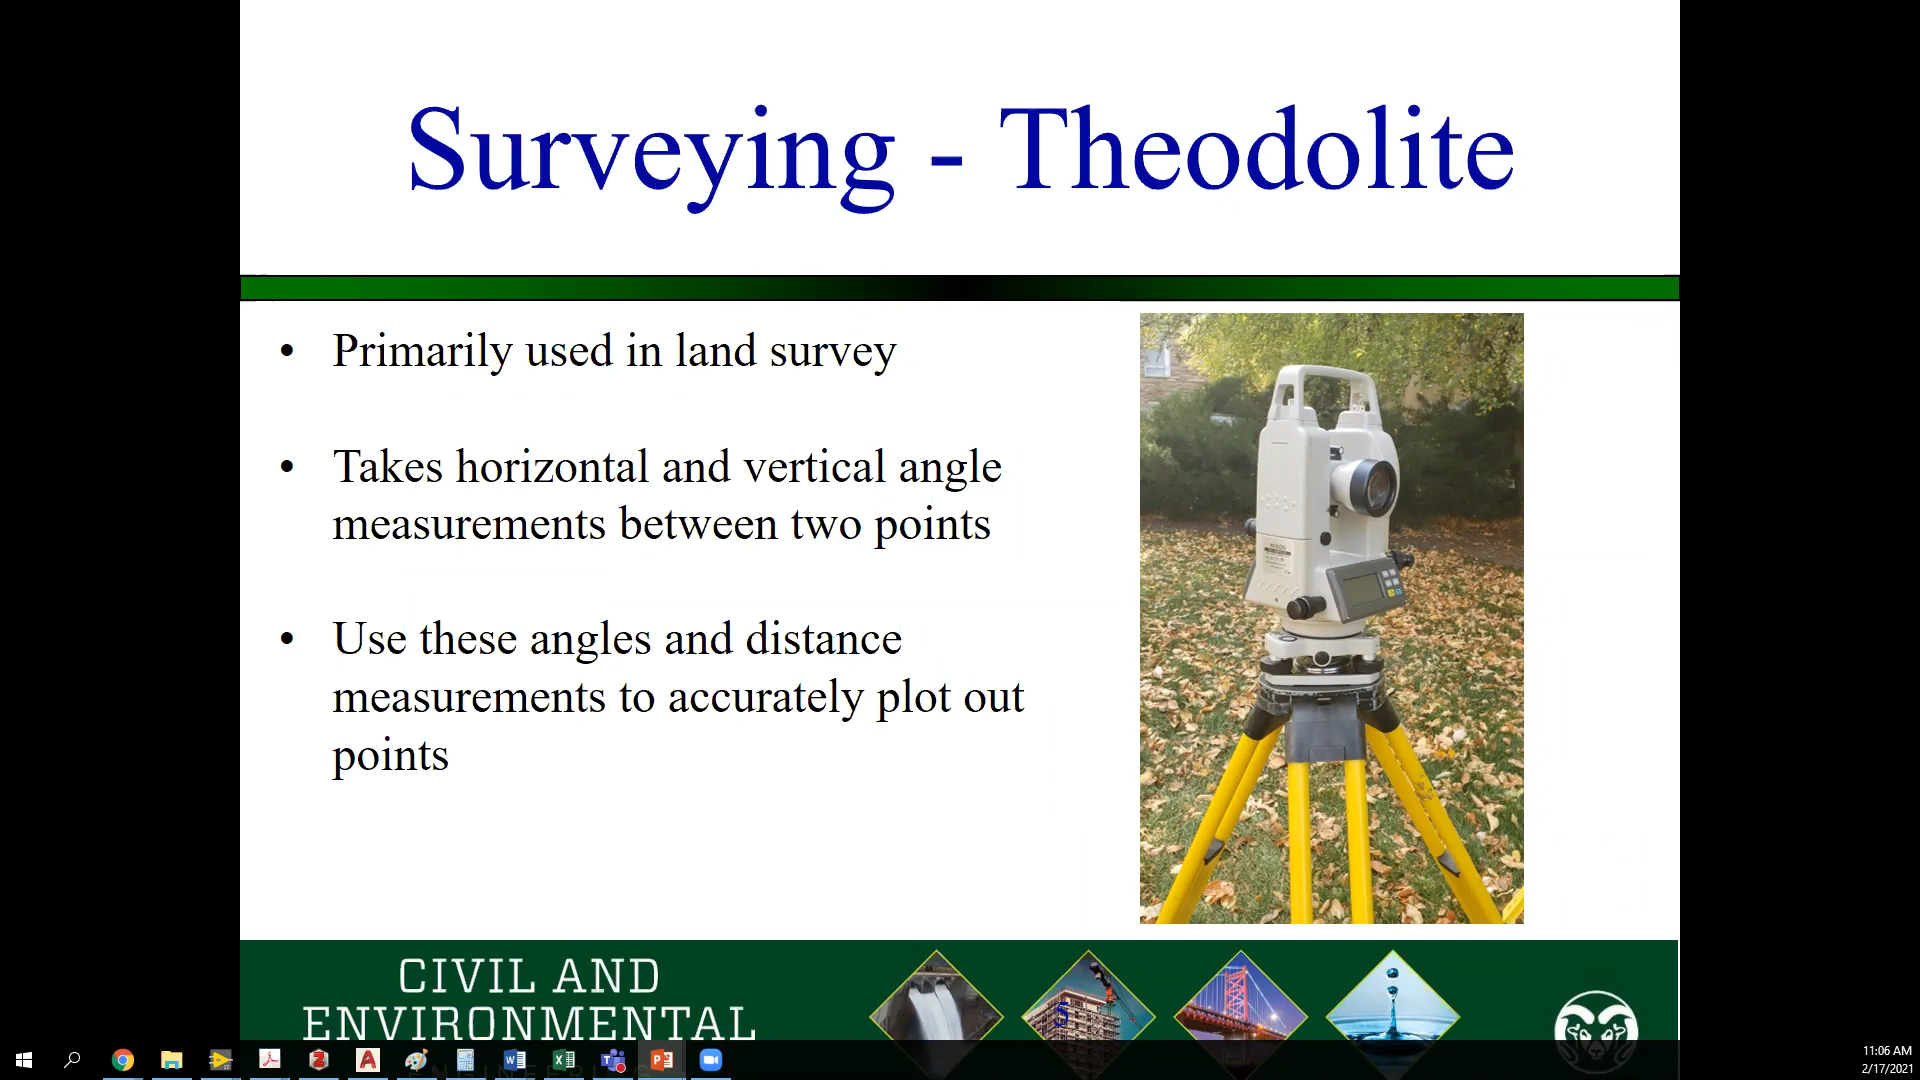 Surveying - Theodolite
• Primarily used in land survey
• Takes horizontal and vertical angle
measurements between two points
• Use these angles and distance
measurements to accurately plot out
points
CIVIL AND
ENVIRONMENTAL
5
11:06 AM
2/17/2021